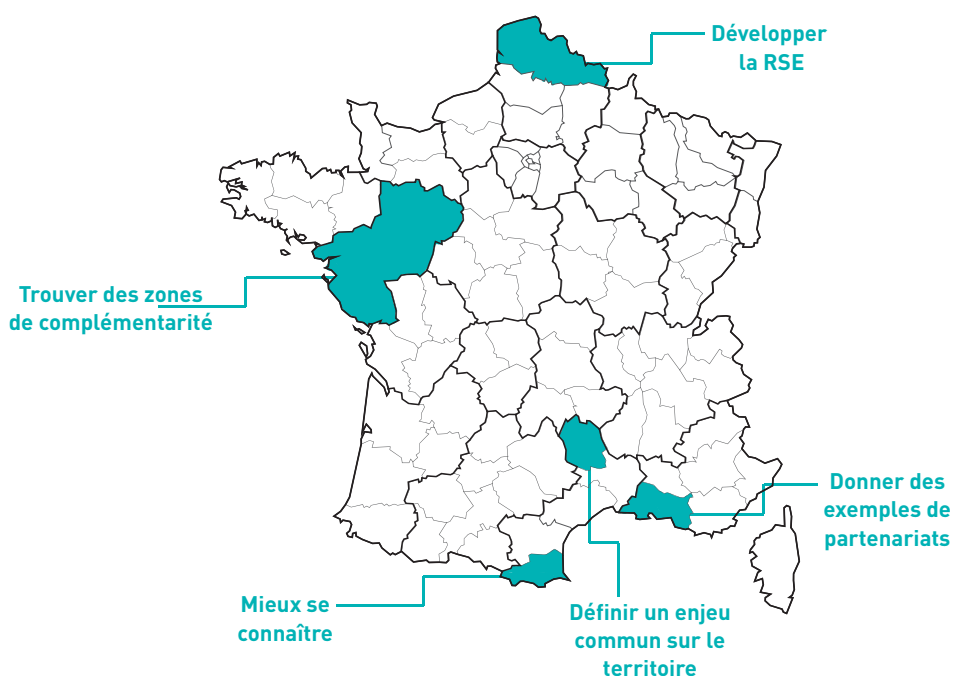 Développer
la RSE
Trouver des zones
de complémentarité
Donner des
exemples de
partenariats
Mieux se
connaître
Définir un enjeu
commun sur le
territoire